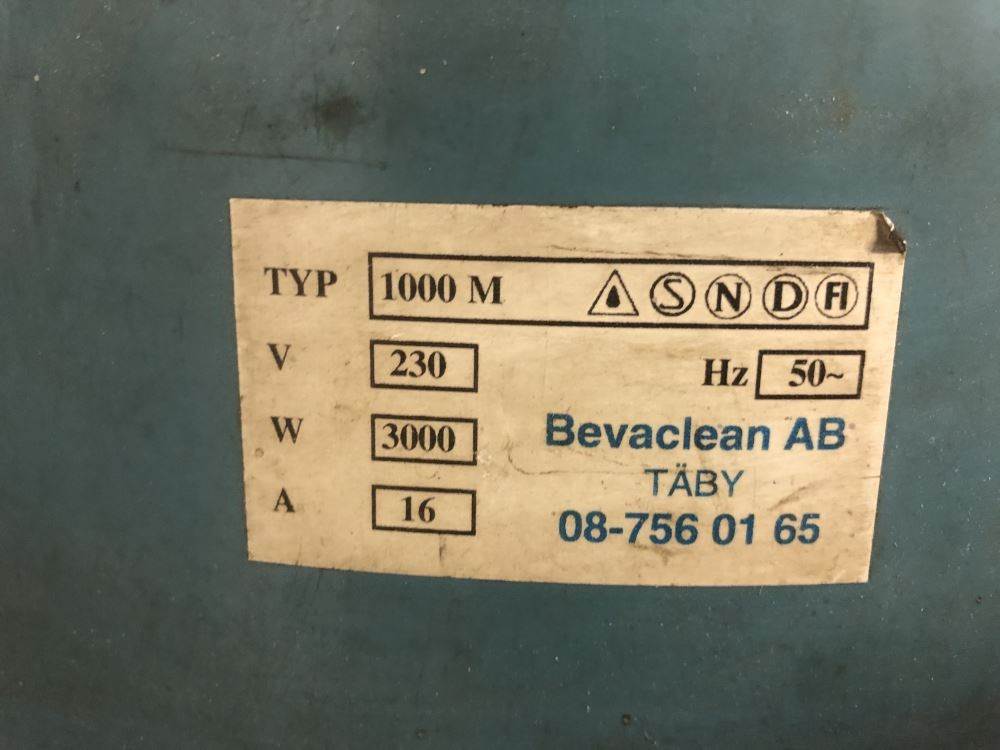 TYP 1000 M S N D FI
V 230 Hz 50~
W 3000
A 16
Bevaclean AB
TÄBY
08-756 01 65